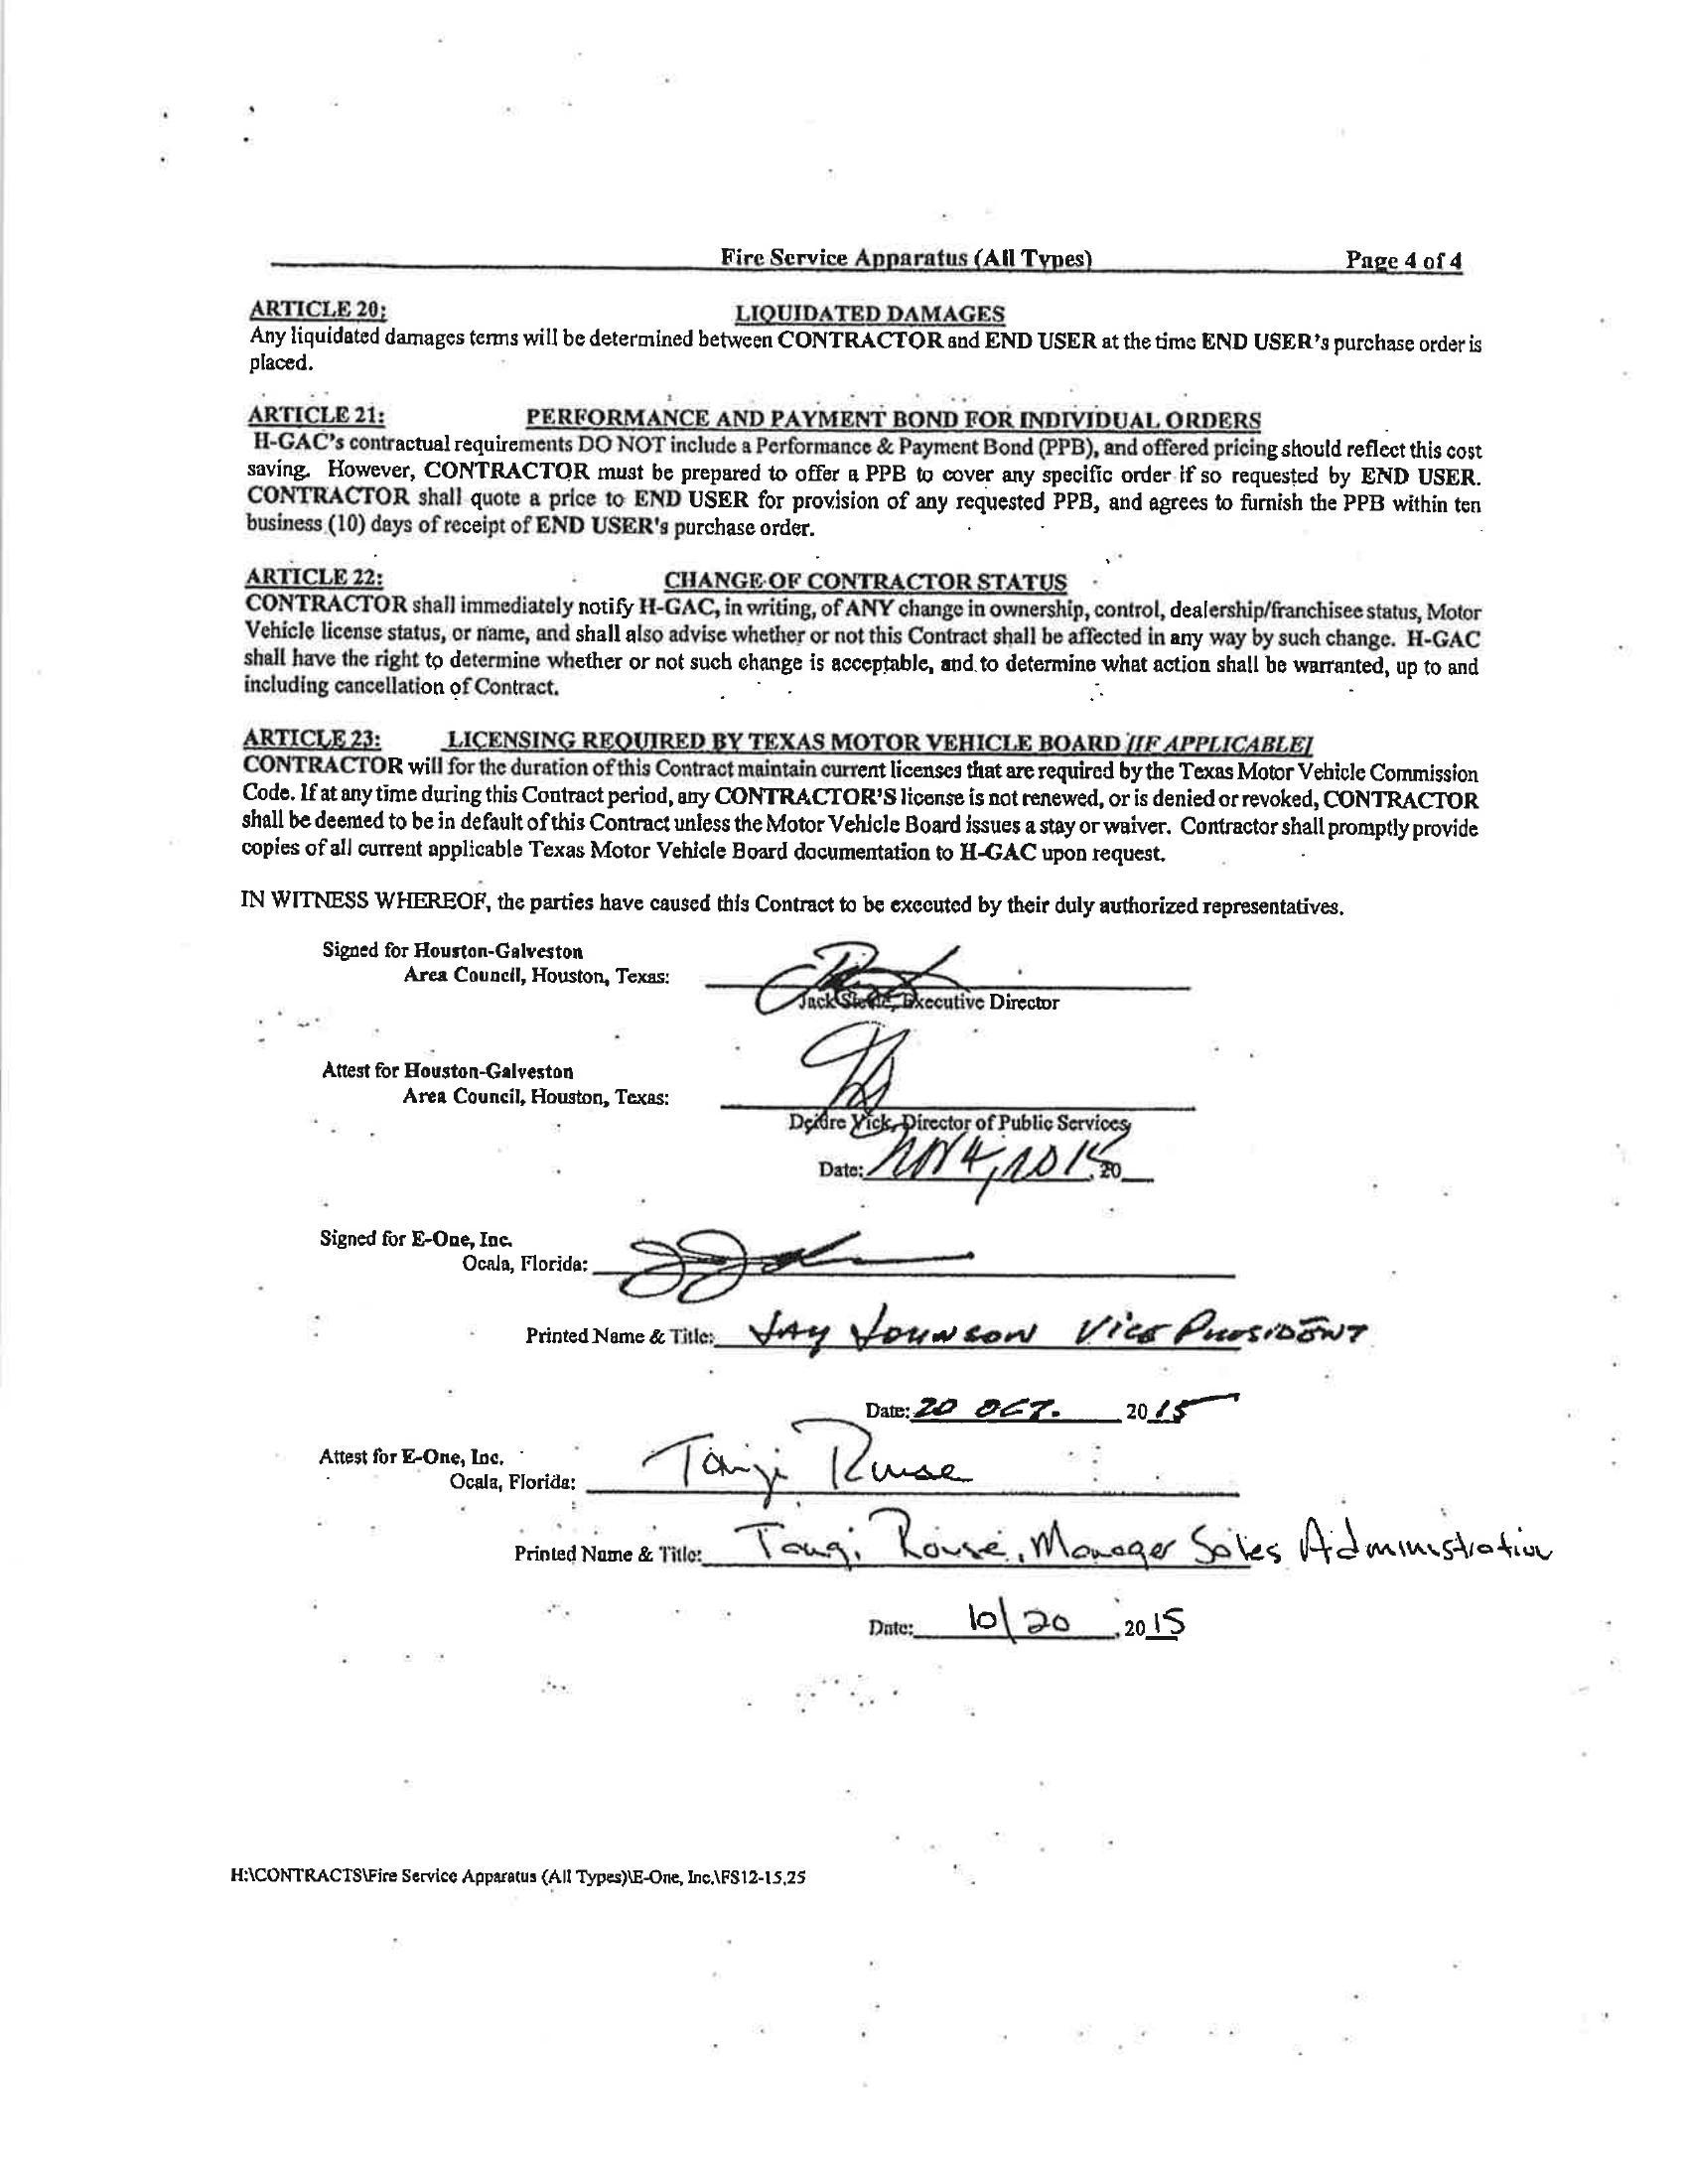 Fire Service Apparatus (All Types) Page 4 of 4
ARTICLE 20: LIQUIDATED DAMAGES
Any liquidated damages terms will be determined between CONTRACTOR and END USER at the time END USER's purchase order is
placed.
ARTICLE 21: PERFORMANCE AND PAYMENT BOND FOR INDIVIDUAL ORDERS
H-GAC's contractual requirements DO NOT include a Performance & Payment Bond (PPB), and offered pricing should reflect this cost
saving. However, CONTRACTOR must be prepared to offer a PPB to cover any specific order if so requested by END USER.
CONTRACTOR shall quote a price to END USER for provision of any requested PPB, and agrees to furnish the PPB within ten
business (10) days of receipt of END USER's purchase order.
ARTICLE 22: CHANGE OF CONTRACTOR STATUS
CONTRACTOR shall immediately notify H-GAC, in writing, of ANY change in ownership, control, dealership/franchisee status, Motor
Vehicle license status, or name, and shall also advise whether or not this Contract shall be affected in any way by such change. H-GAC
shall have the right to determine whether or not such change is acceptable, and to determine what action shall be warranted, up to and
including cancellation of Contract.
ARTICLE 23: LICENSING REQUIRED BY TEXAS MOTOR VEHICLE BOARD [IF APPLICABLE]
CONTRACTOR will for the duration of this Contract maintain current licenses that are required by the Texas Motor Vehicle Commission
Code. If at any time during this Contract period, any CONTRACTOR'S license is not renewed, or is denied or revoked, CONTRACTOR
shall be deemed to be in default of this Contract unless the Motor Vehicle Board issues a stay or waiver. Contractor shall promptly provide
copies of all current applicable Texas Motor Vehicle Board documentation to H-GAC upon request.
IN WITNESS WHEREOF, the parties have caused this Contract to be executed by their duly authorized representatives.
Signed for Houston-Galveston
Area Council, Houston, Texas:
Jack Steele, Executive Director
Attest for Houston-Galveston
Area Council, Houston, Texas:
Deidre Vick, Director of Public Services
Date: Nov 4, 2015, 20
Signed for E-One, Inc.
Ocala, Florida:
Printed Name & Title: JAY JOHNSON VICE PRESIDENT
Date: 20 OCT. 2015
Attest for E-One, Inc.
Ocala, Florida: Tangi Rouse
Printed Name & Title: Tangi Rouse, Manager Sales Administration
Date: 10/20, 2015
H:\CONTRACTS\Fire Service Apparatus (All Types)\E-One, Inc.\FS12-15,25